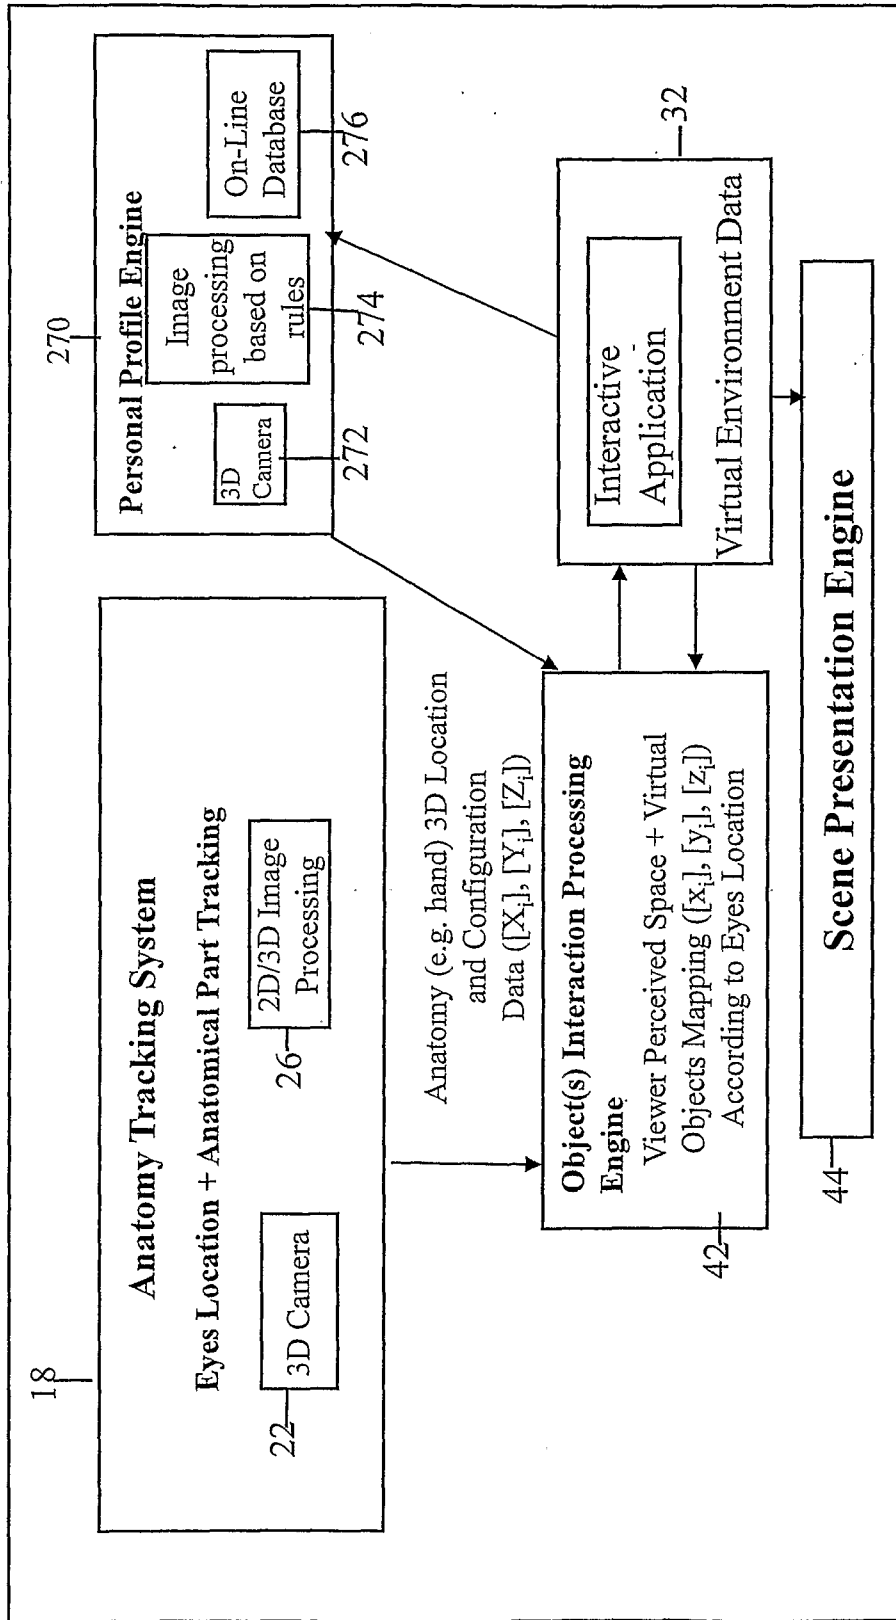 18
Anatomy Tracking System
Eyes Location + Anatomical Part Tracking
22
3D Camera
26
2D/3D Image
Processing
270
Personal Profile Engine
3D
Camera
272
Image
processing
based on
rules
274
On-Line
Database
276
Anatomy (e.g. hand) 3D Location
and Configuration
Data ([Xᵢ], [Yᵢ], [Zᵢ])
Object(s) Interaction Processing
Engine
Viewer Perceived Space + Virtual
Objects Mapping ([xᵢ], [yᵢ], [zᵢ])
According to Eyes Location
42
Interactive
Application
Virtual Environment Data
32
Scene Presentation Engine
44